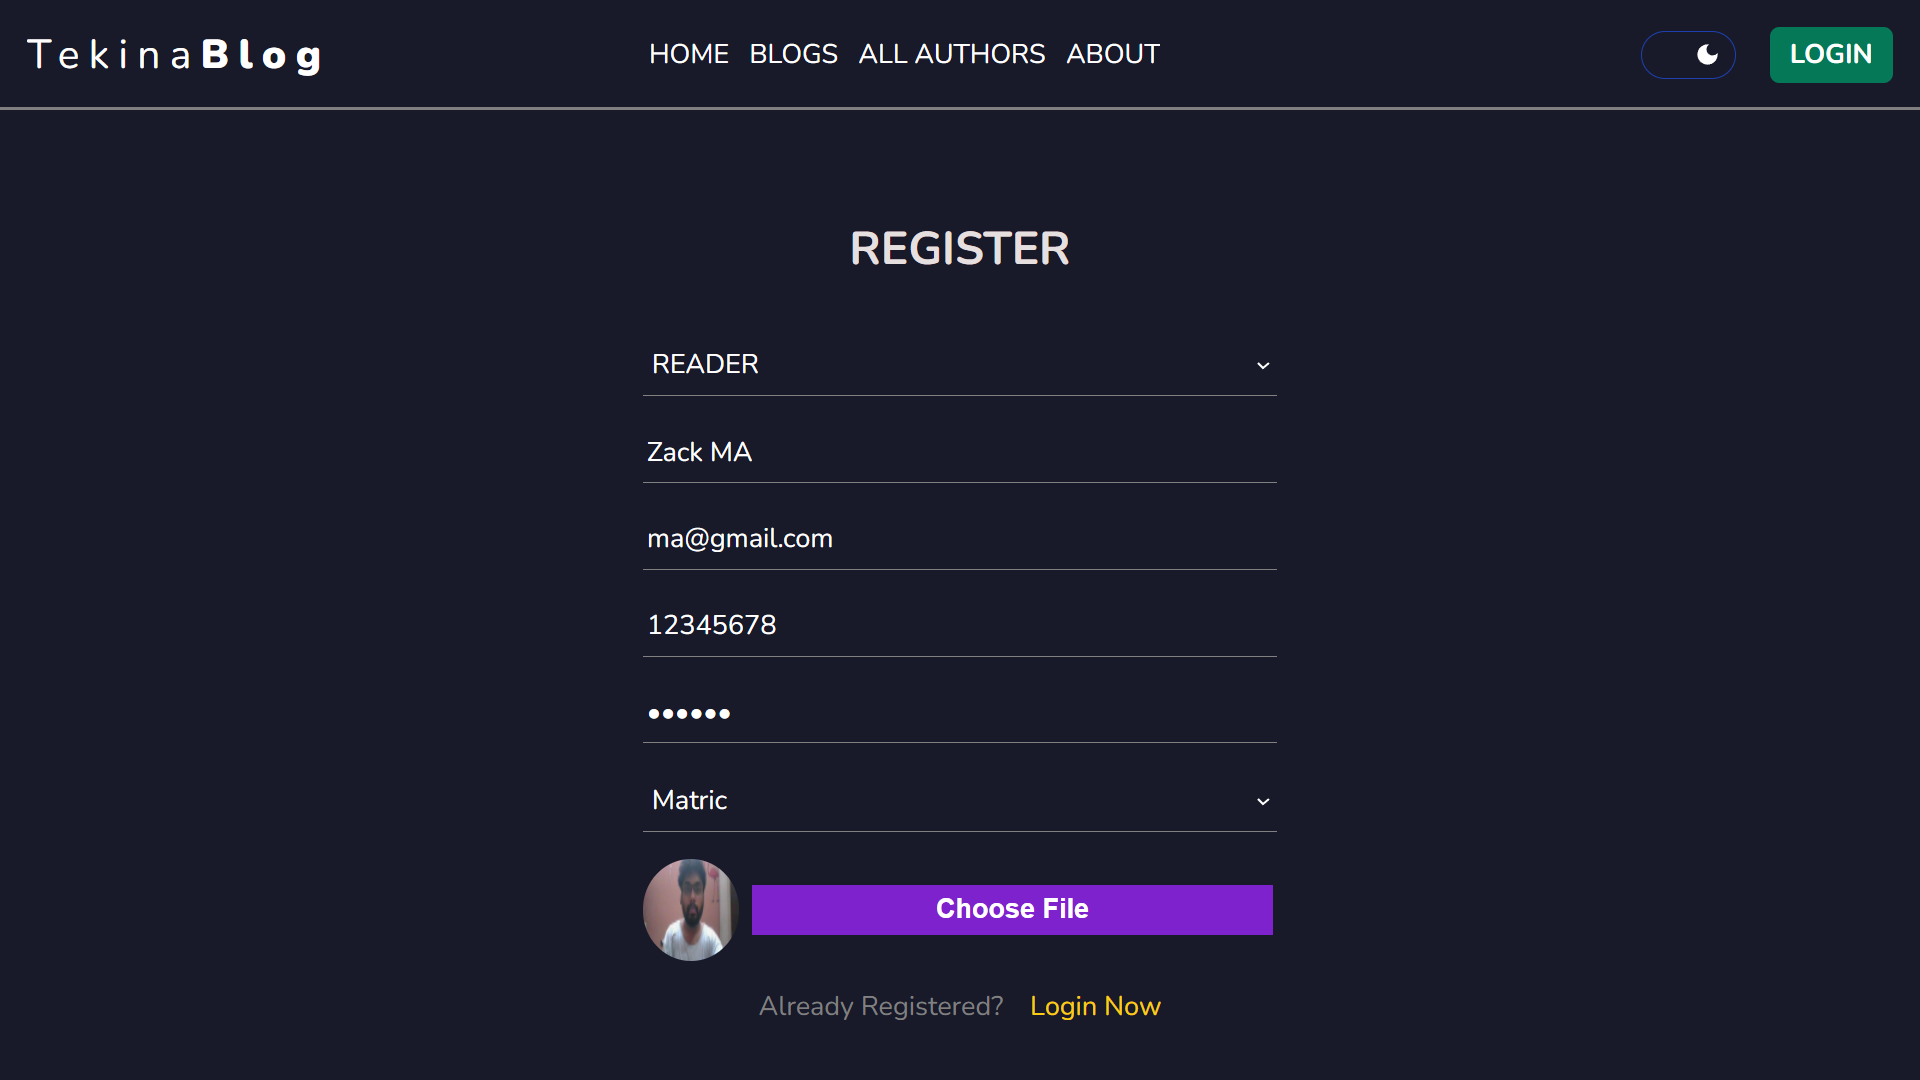 TekinaBlog
HOME BLOGS ALL AUTHORS ABOUT
LOGIN
REGISTER
READER
Zack MA
ma@gmail.com
12345678
••••••
Matric
Choose File
Already Registered? Login Now